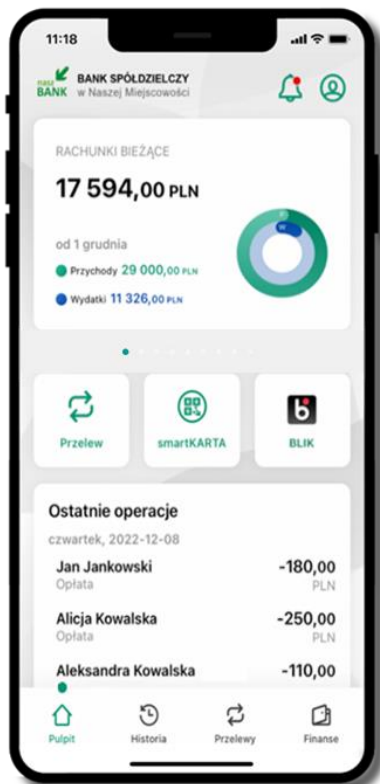 11:18
nasz BANK
BANK SPÓŁDZIELCZY
w Naszej Miejscowości
RACHUNKI BIEŻĄCE
17 594,00 PLN
od 1 grudnia
Przychody 29 000,00 PLN
Wydatki 11 326,00 PLN
P
W
Przelew
smartKARTA
BLIK
Ostatnie operacje
czwartek, 2022-12-08
Jan Jankowski -180,00
Opłata PLN
Alicja Kowalska -250,00
Opłata PLN
Aleksandra Kowalska -110,00
Pulpit Historia Przelewy Finanse